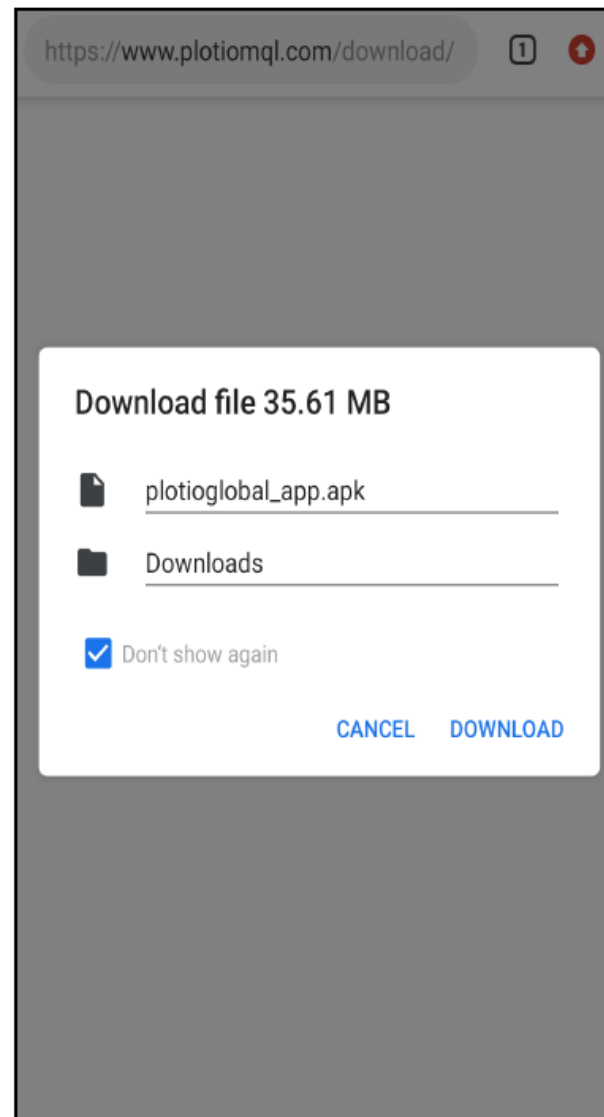 https://www.plotiomql.com/download/ 1
Download file 35.61 MB
plotioglobal_app.apk
Downloads
Don't show again
CANCEL DOWNLOAD